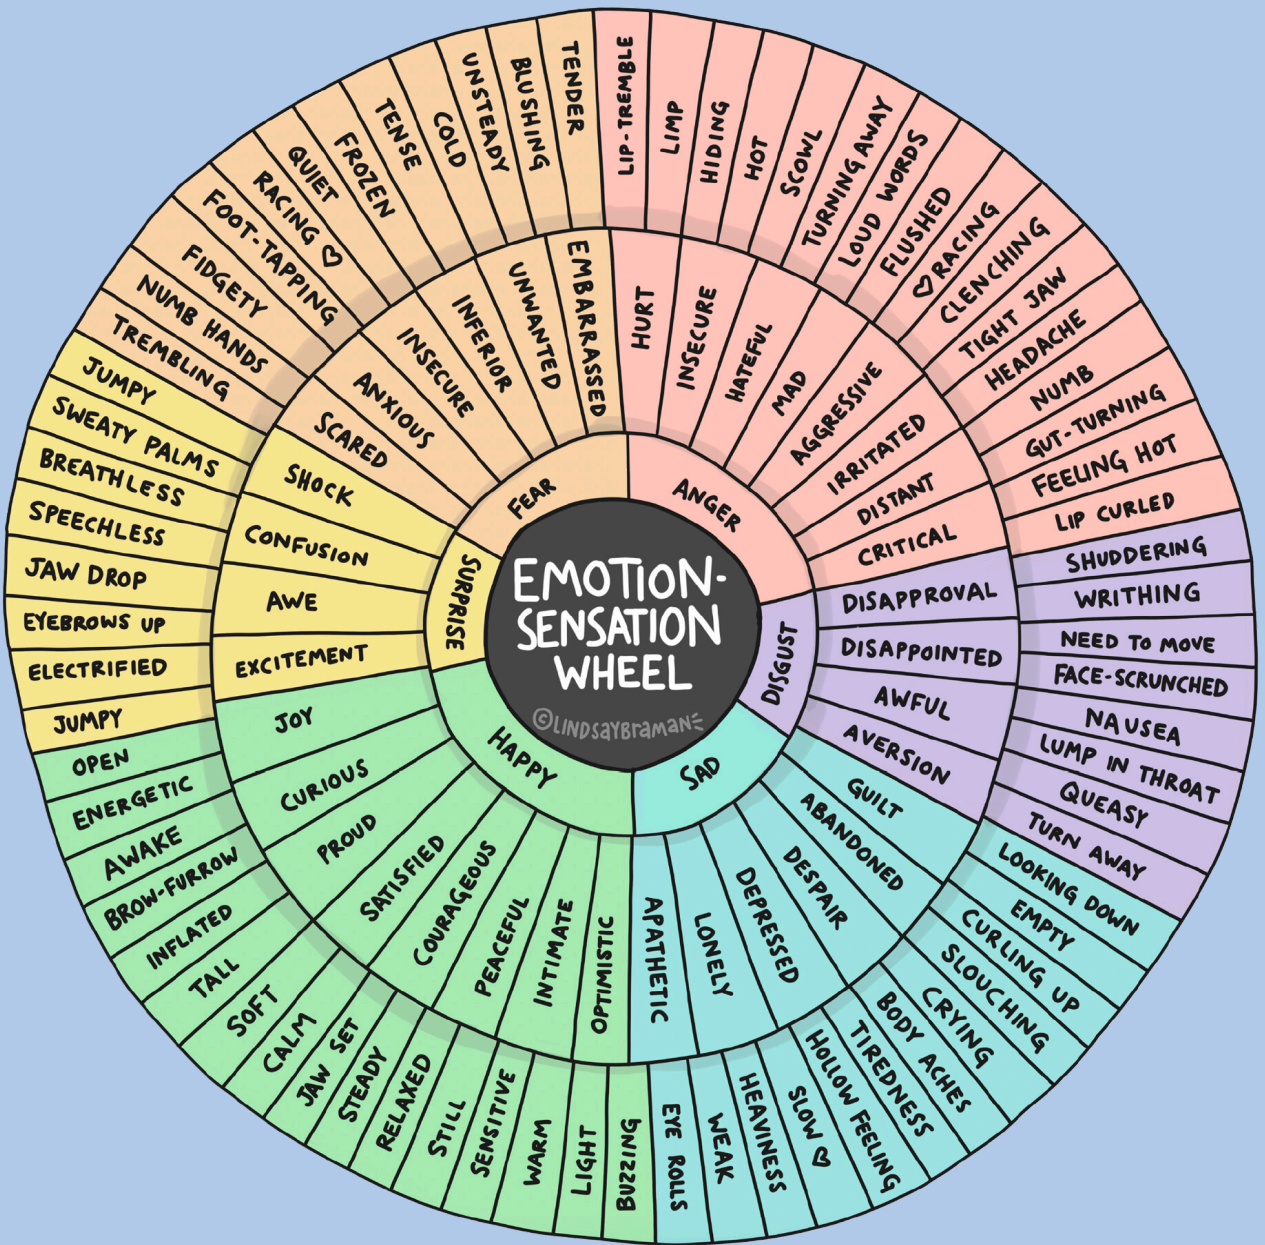 EMOTION-
SENSATION
WHEEL
©LINDSAYBRAMAN
FEAR
ANGER
DISGUST
SAD
HAPPY
SURPRISE
HURT
INSECURE
HATEFUL
MAD
AGGRESSIVE
IRRITATED
DISTANT
CRITICAL
DISAPPROVAL
DISAPPOINTED
AWFUL
AVERSION
GUILT
ABANDONED
DESPAIR
DEPRESSED
LONELY
APATHETIC
OPTIMISTIC
INTIMATE
PEACEFUL
COURAGEOUS
SATISFIED
PROUD
CURIOUS
JOY
EXCITEMENT
AWE
CONFUSION
SHOCK
SCARED
ANXIOUS
INSECURE
INFERIOR
UNWANTED
EMBARRASSED
LIP-TREMBLE
LIMP
HIDING
HOT
SCOWL
TURNING AWAY
LOUD WORDS
FLUSHED
♡ RACING
CLENCHING
TIGHT JAW
HEADACHE
NUMB
GUT-TURNING
FEELING HOT
LIP CURLED
SHUDDERING
WRITHING
NEED TO MOVE
FACE-SCRUNCHED
NAUSEA
LUMP IN THROAT
QUEASY
TURN AWAY
LOOKING DOWN
EMPTY
CURLING UP
SLOUCHING
CRYING
BODY ACHES
TIREDNESS
HOLLOW FEELING
SLOW ♡
HEAVINESS
WEAK
EYE ROLLS
BUZZING
LIGHT
WARM
SENSITIVE
STILL
RELAXED
STEADY
JAW SET
CALM
SOFT
TALL
INFLATED
BROW-FURROW
AWAKE
ENERGETIC
OPEN
JUMPY
ELECTRIFIED
EYEBROWS UP
JAW DROP
SPEECHLESS
BREATHLESS
SWEATY PALMS
JUMPY
TREMBLING
NUMB HANDS
FIDGETY
FOOT-TAPPING
RACING ♡
QUIET
FROZEN
TENSE
COLD
UNSTEADY
BLUSHING
TENDER